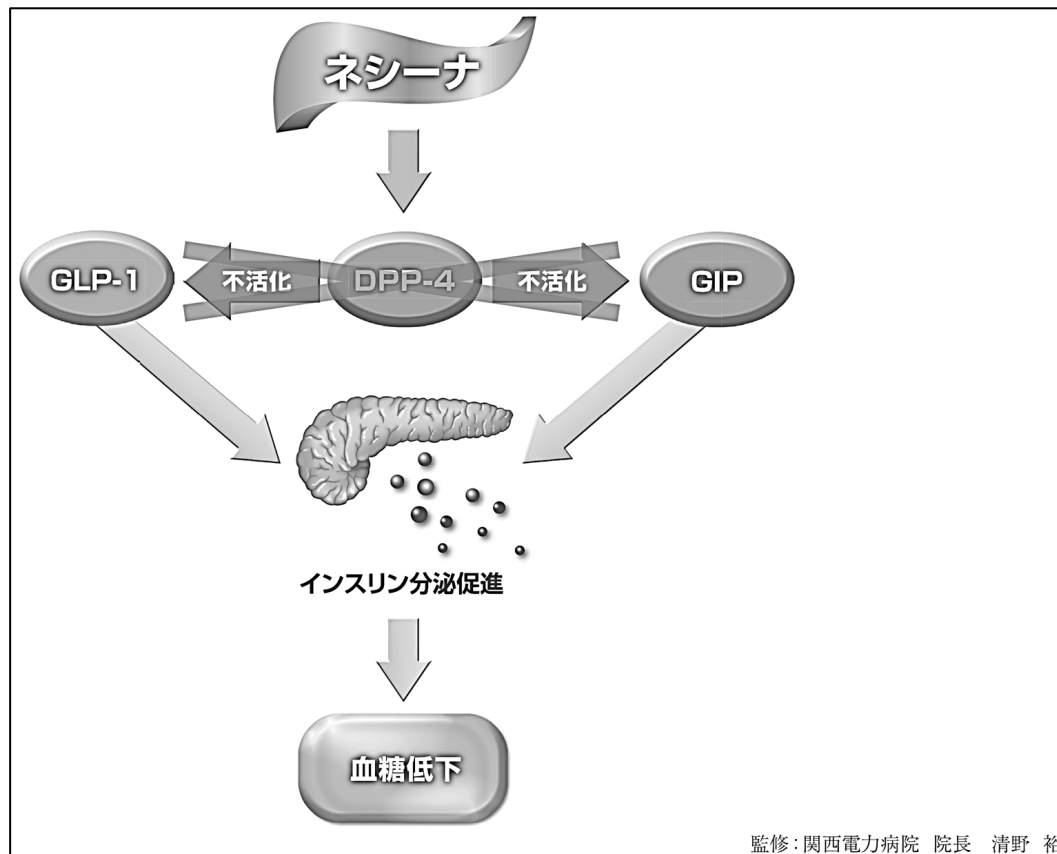 ネシーナ
GLP-1
不活化
DPP-4
不活化
GIP
インスリン分泌促進
血糖低下
監修:関西電力病院 院長 清野 裕